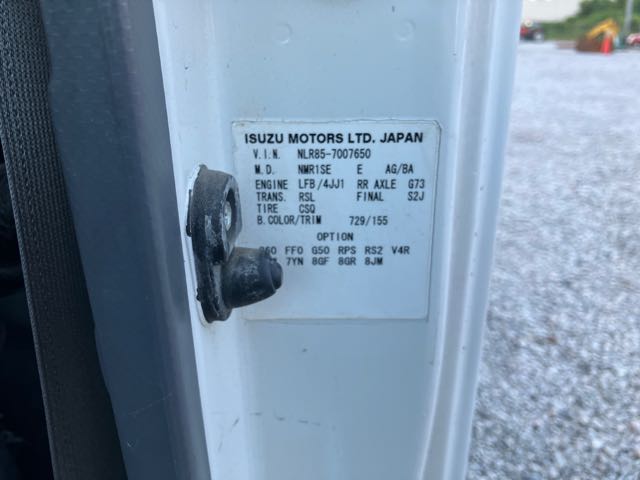 ISUZU MOTORS LTD. JAPAN
V.I.N. NLR85-7007650
M.D. NMR1SE E AG/BA
ENGINE LFB/4JJ1 RR AXLE G73
TRANS. RSL FINAL S2J
TIRE CSQ
B.COLOR/TRIM 729/155
OPTION
FFO G50 RPS RS2 V4R
7YN 8GF 8GR 8JM